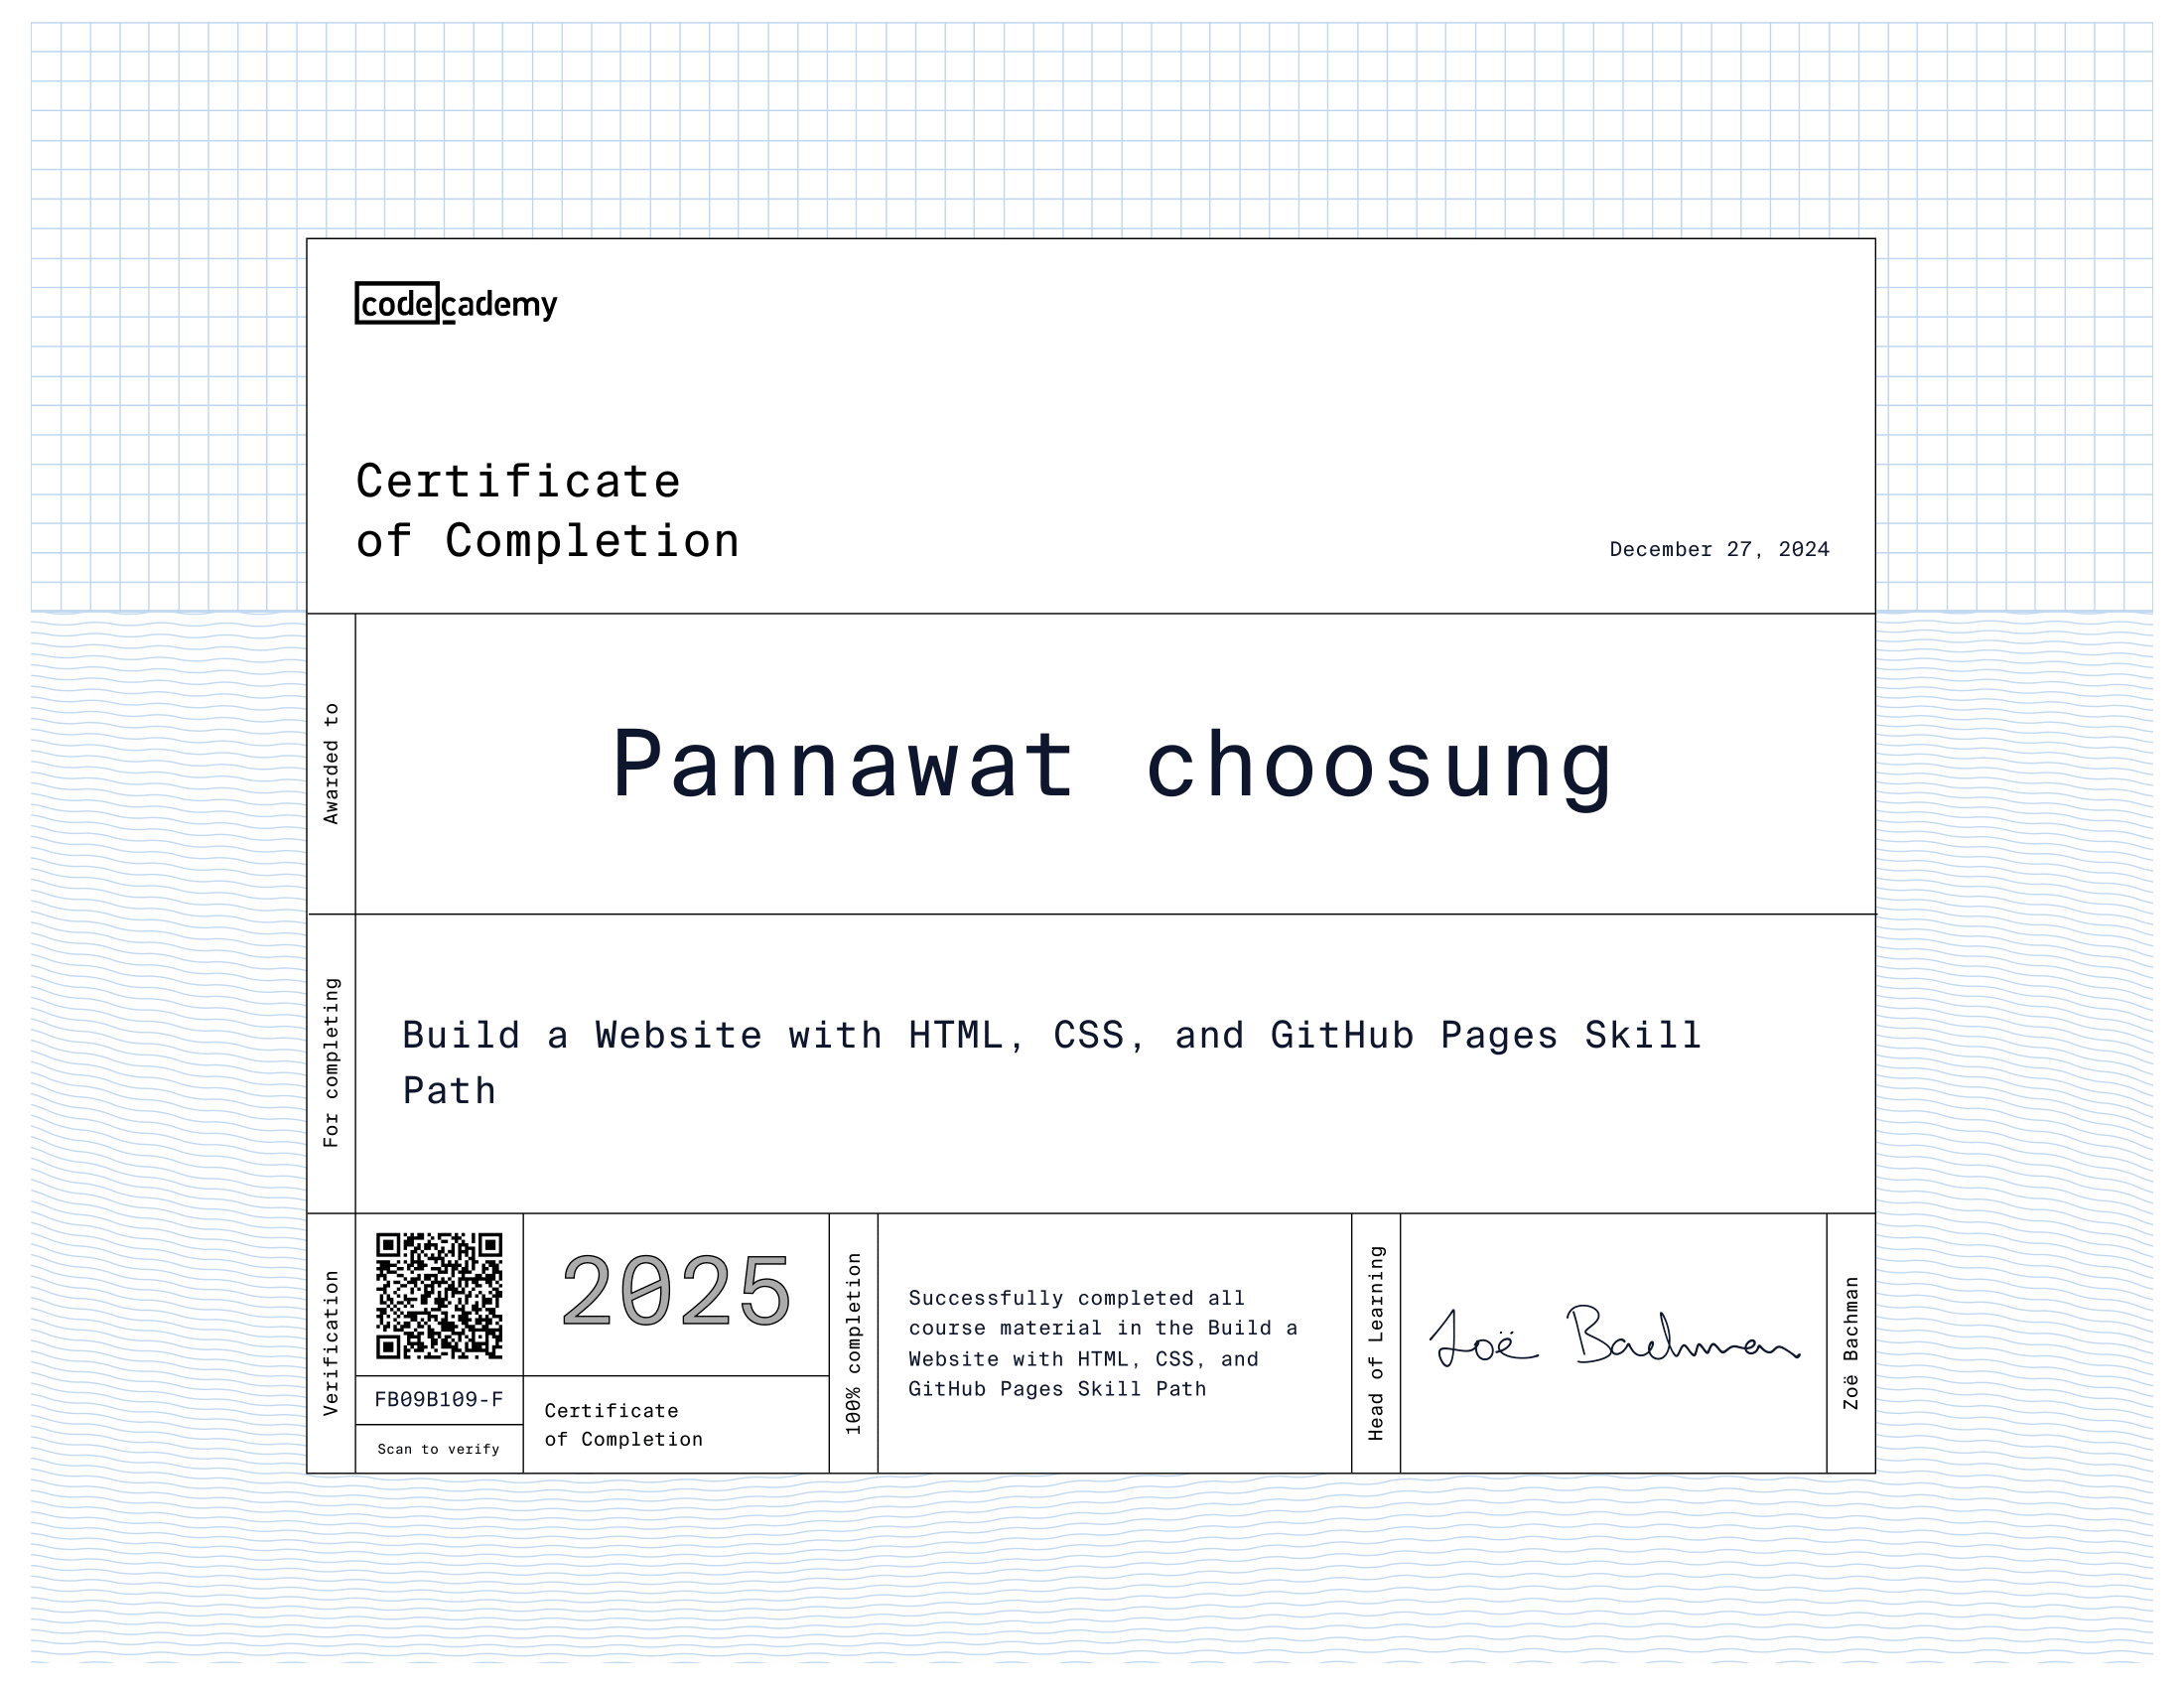 codecademy
Certificate
of Completion
December 27, 2024
Awarded to
Pannawat choosung
For completing
Build a Website with HTML, CSS, and GitHub Pages Skill
Path
Verification
FB09B109-F
Scan to verify
2025
Certificate
of Completion
100% completion
Successfully completed all
course material in the Build a
Website with HTML, CSS, and
GitHub Pages Skill Path
Head of Learning
Zoë Bachman
Zoë Bachman